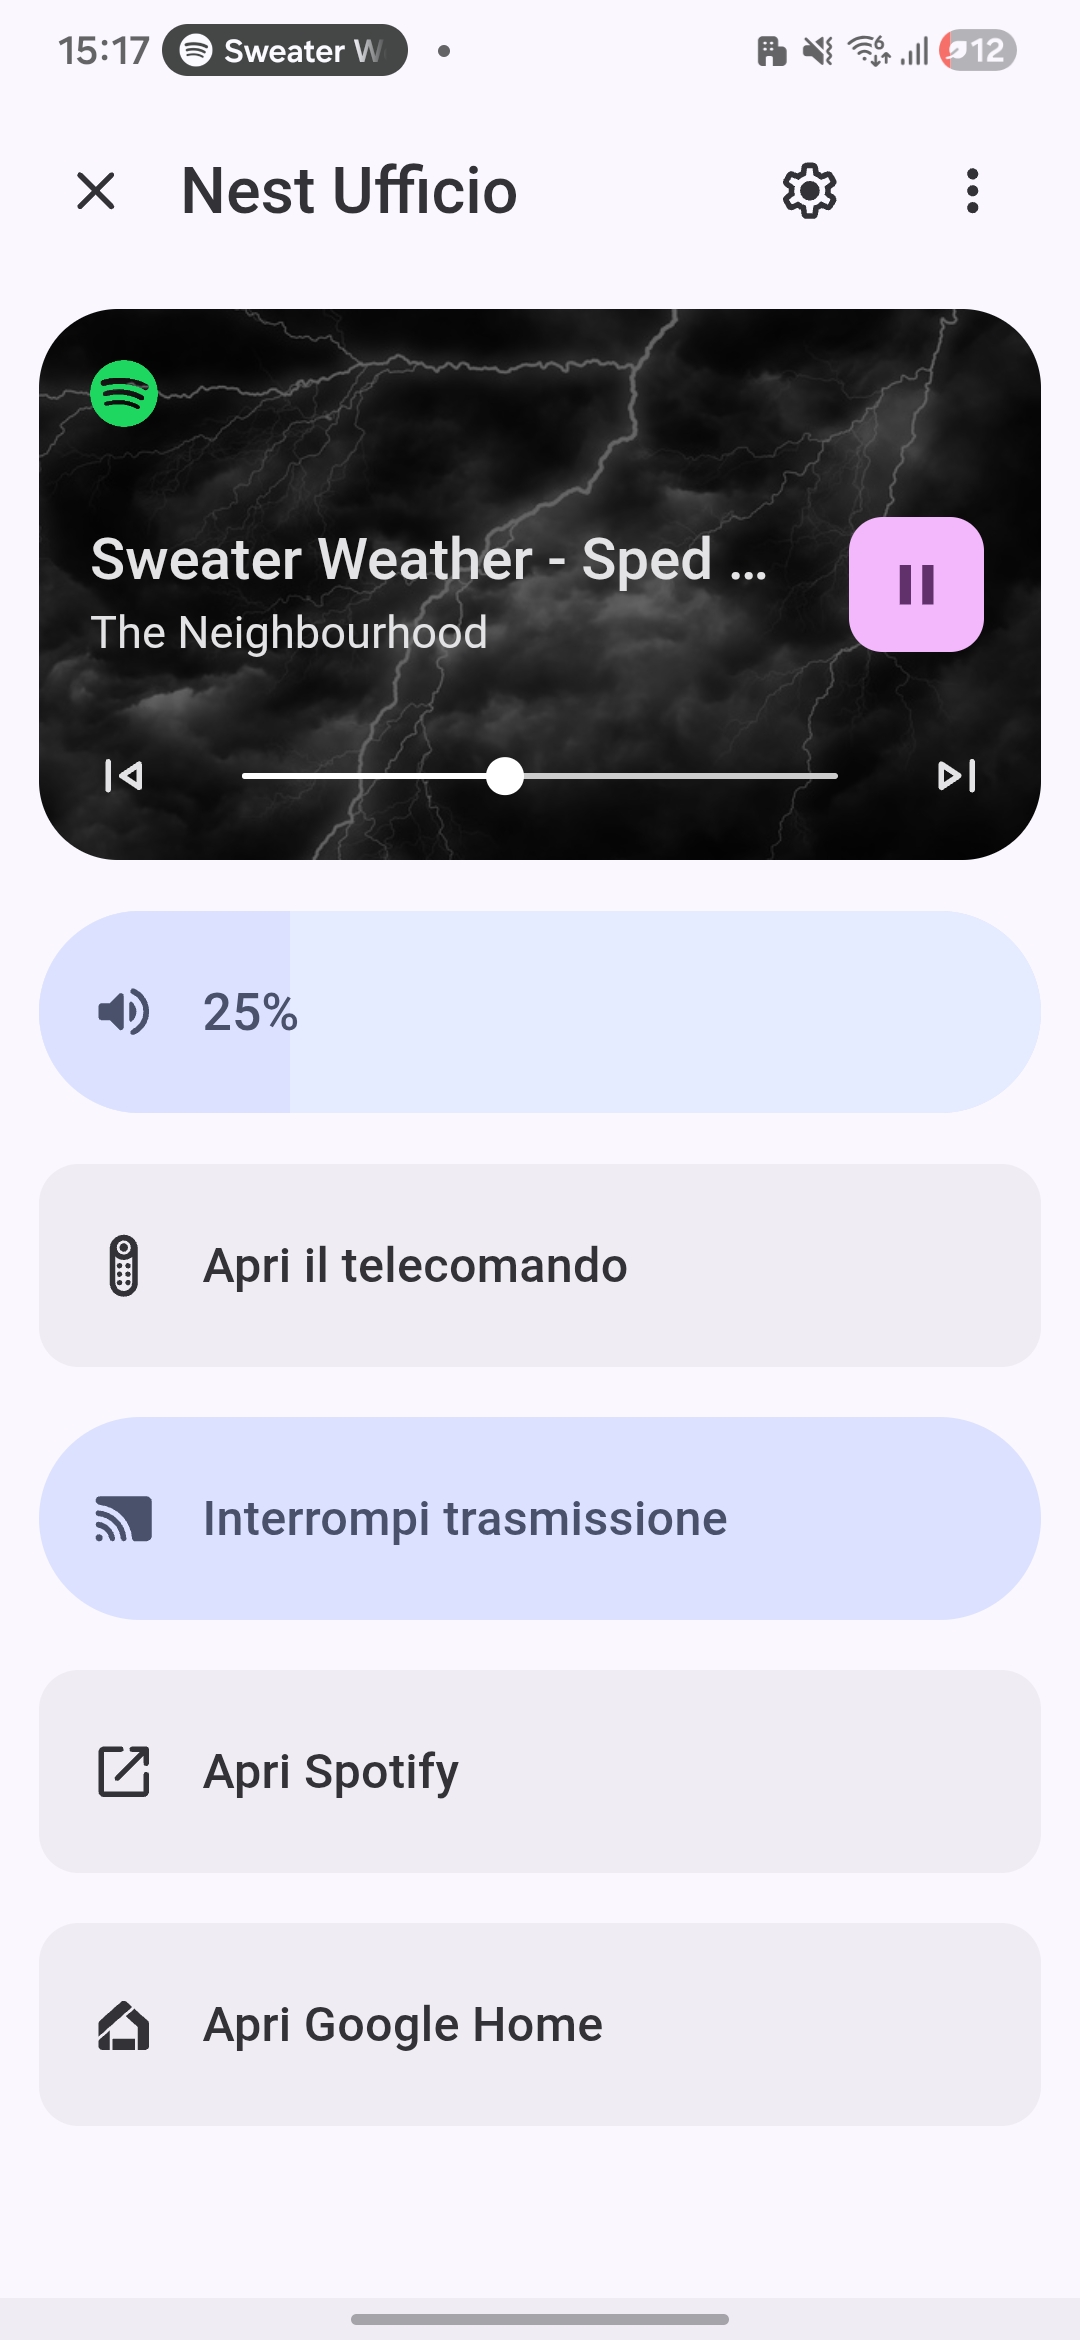 15:17 Sweater W 6 12
Nest Ufficio
Sweater Weather - Sped ...
The Neighbourhood
25%
Apri il telecomando
Interrompi trasmissione
Apri Spotify
Apri Google Home